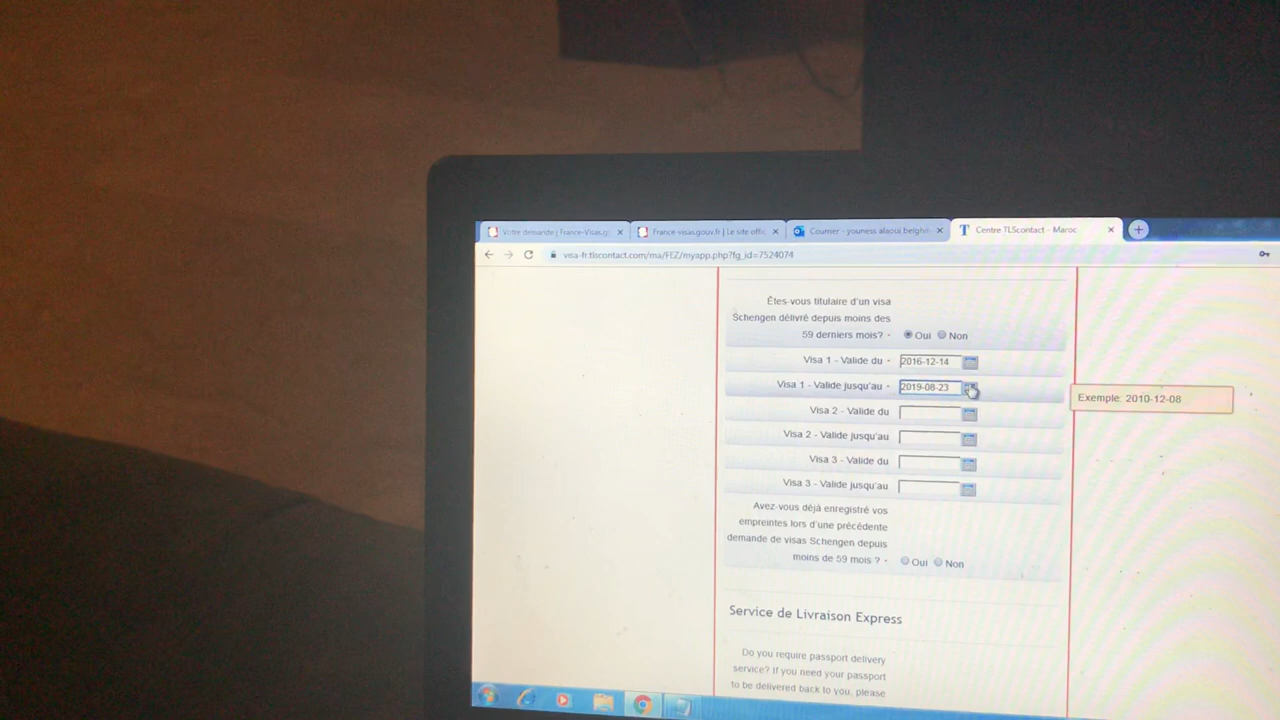 Votre demande | France-Visas.g
France-visas.gouv.fr | Le site offic
Courrier - youness alaoui belghit
T Centre TLScontact - Maroc
visa-fr.tlscontact.com/ma/FEZ/myapp.php?fg_id=7524074
Êtes-vous titulaire d'un visa
Schengen délivré depuis moins des
59 derniers mois? - Oui Non
Visa 1 - Valide du - 2016-12-14
Visa 1 - Valide jusqu'au - 2019-08-23
Exemple: 2010-12-08
Visa 2 - Valide du
Visa 2 - Valide jusqu'au
Visa 3 - Valide du
Visa 3 - Valide jusqu'au
Avez-vous déjà enregistré vos
empreintes lors d'une précédente
demande de visas Schengen depuis
moins de 59 mois ? - Oui Non
Service de Livraison Express
Do you require passport delivery
service? If you need your passport
to be delivered back to you, please